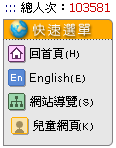 ::: 總人次：103581
快速選單
回首頁(H)
En English(E)
網站導覽(S)
兒童網頁(K)